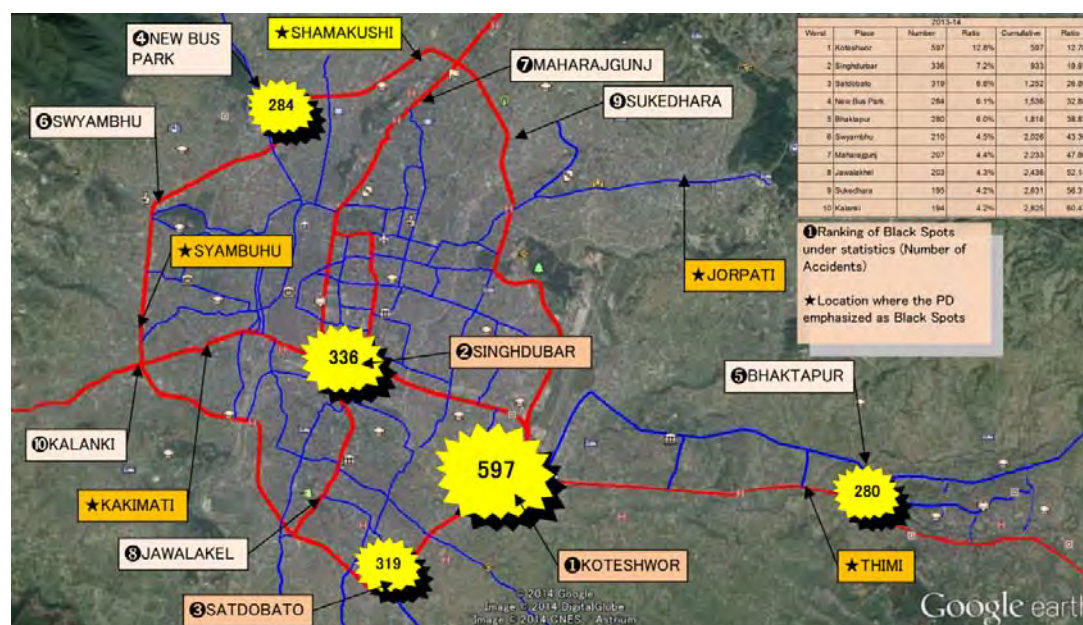 ❹NEW BUS
PARK
★SHAMAKUSHI
❼MAHARAJGUNJ
284
❾SUKEDHARA
❻SWYAMBHU
2013-14
Worst Place Number Ratio Cumulative Ratio
1 Koteshwor 597 12.8% 597
2 Singhdurbar 336 7.2% 933
3 Satdobato 319 6.8% 1,252
4 New Bus Park 284 6.1% 1,536
5 Bhaktapur 280 6.0% 1,816
6 Swyambhu 210 4.5% 2,026
7 Maharajgunj 207 4.4% 2,233
8 Jawalakhel 203 4.3% 2,436
9 Sukedhara 195 4.2% 2,631
10 Kalanki 194 4.2% 2,825
❶Ranking of Black Spots
under statistics (Number of
Accidents)
★Location where the PD
emphasized as Black Spots
★SYAMBUHU
★JORPATI
336
❷SINGHDUBAR
❺BHAKTAPUR
❿KALANKI
597
280
★KAKIMATI
❽JAWALAKEL
319
❶KOTESHWOR
★THIMI
❸SATDOBATO
© 2014 Google
Image © 2014 DigitalGlobe
Image © 2014 GNES / Astrium
Google earth